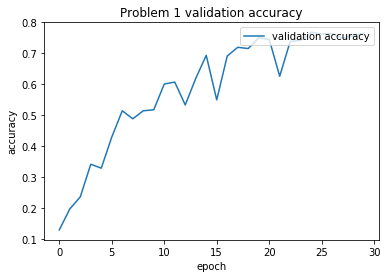 Problem 1 validation accuracy
validation accuracy
accuracy
0.8
0.7
0.6
0.5
0.4
0.3
0.2
0.1
0 5 10 15 20 25 30
epoch